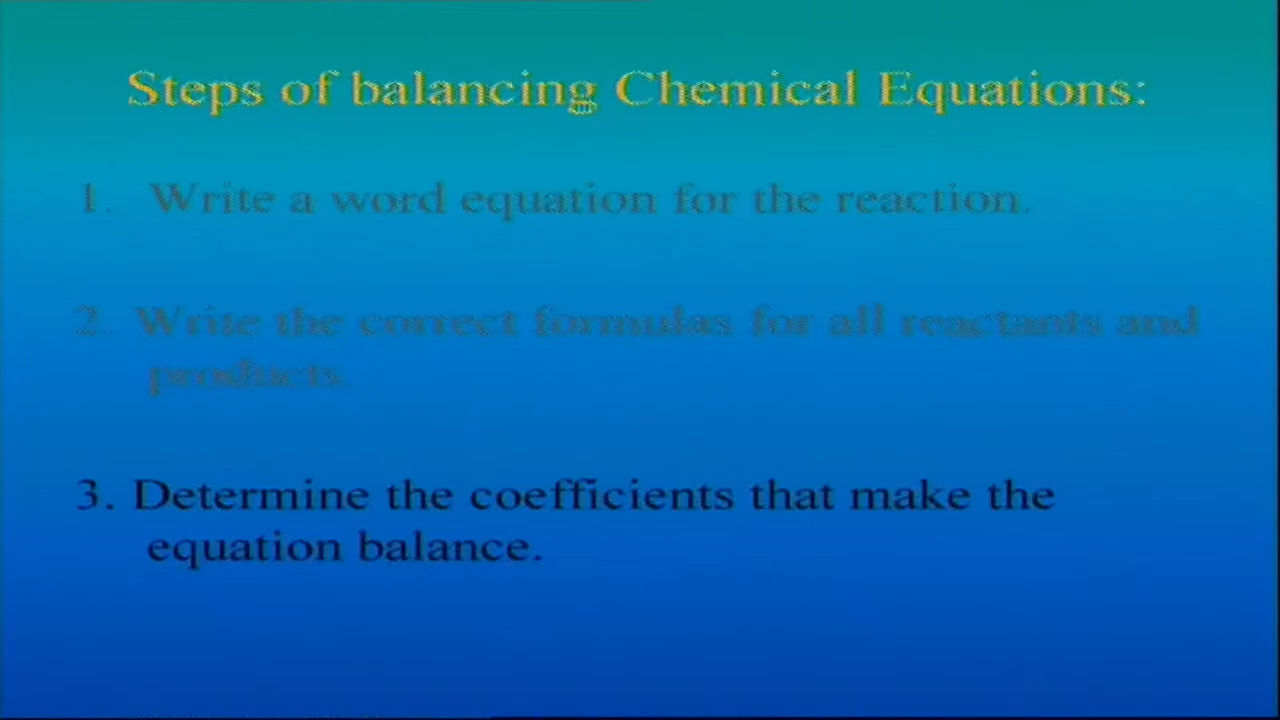 Steps of balancing Chemical Equations:
1. Write a word equation for the reaction.
2. Write the correct formulas for all reactants and
products.
3. Determine the coefficients that make the
equation balance.